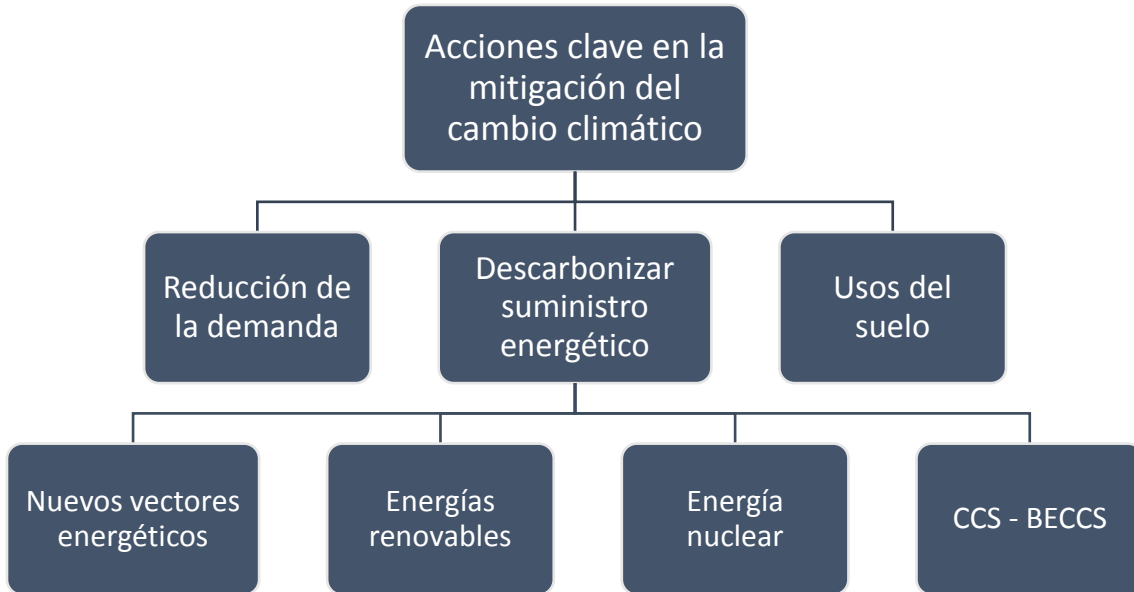 Acciones clave en la
mitigación del
cambio climático
Reducción de
la demanda
Descarbonizar
suministro
energético
Usos del
suelo
Nuevos vectores
energéticos
Energías
renovables
Energía
nuclear
CCS - BECCS